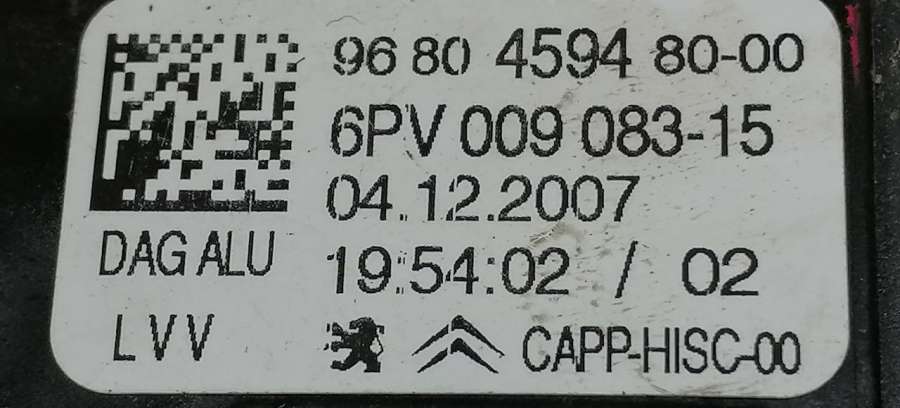 96 80 4594 80-00
6PV 009 083-15
04.12.2007
DAG ALU
19:54:02 / 02
LVV
CAPP-HISC-00